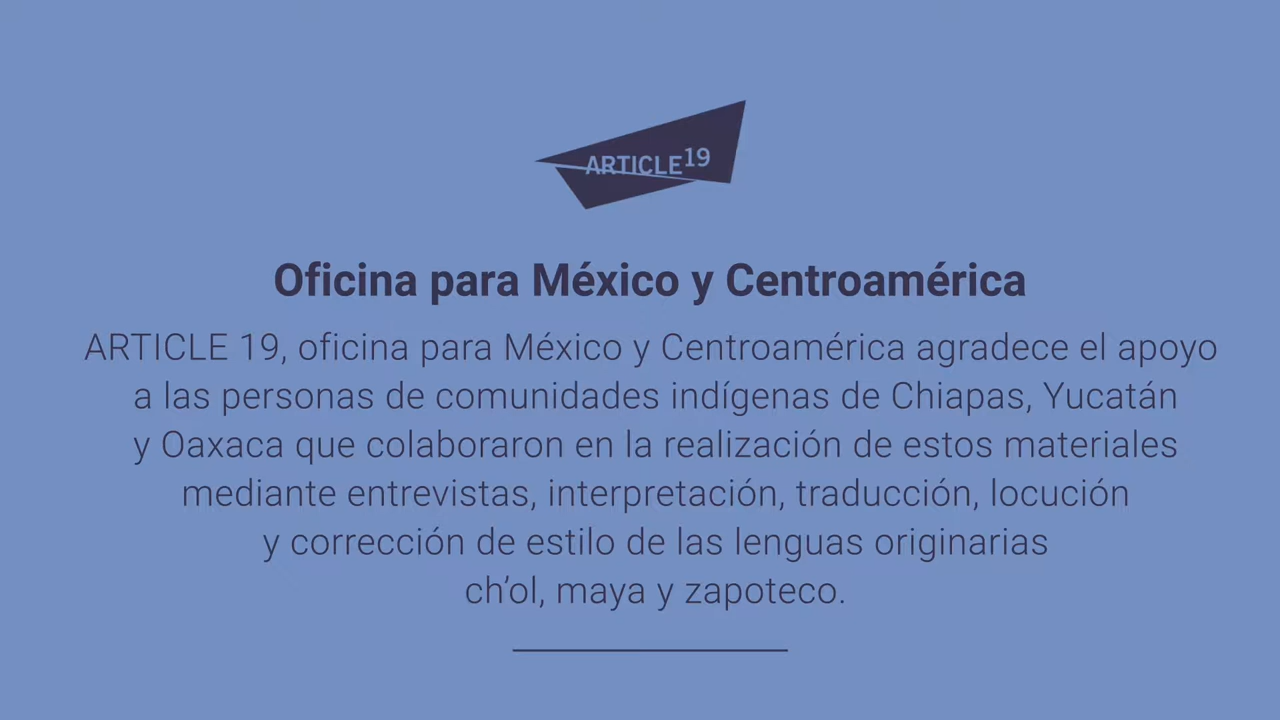 ARTICLE19
Oficina para México y Centroamérica
ARTICLE 19, oficina para México y Centroamérica agradece el apoyo
a las personas de comunidades indígenas de Chiapas, Yucatán
y Oaxaca que colaboraron en la realización de estos materiales
mediante entrevistas, interpretación, traducción, locución
y corrección de estilo de las lenguas originarias
ch’ol, maya y zapoteco.